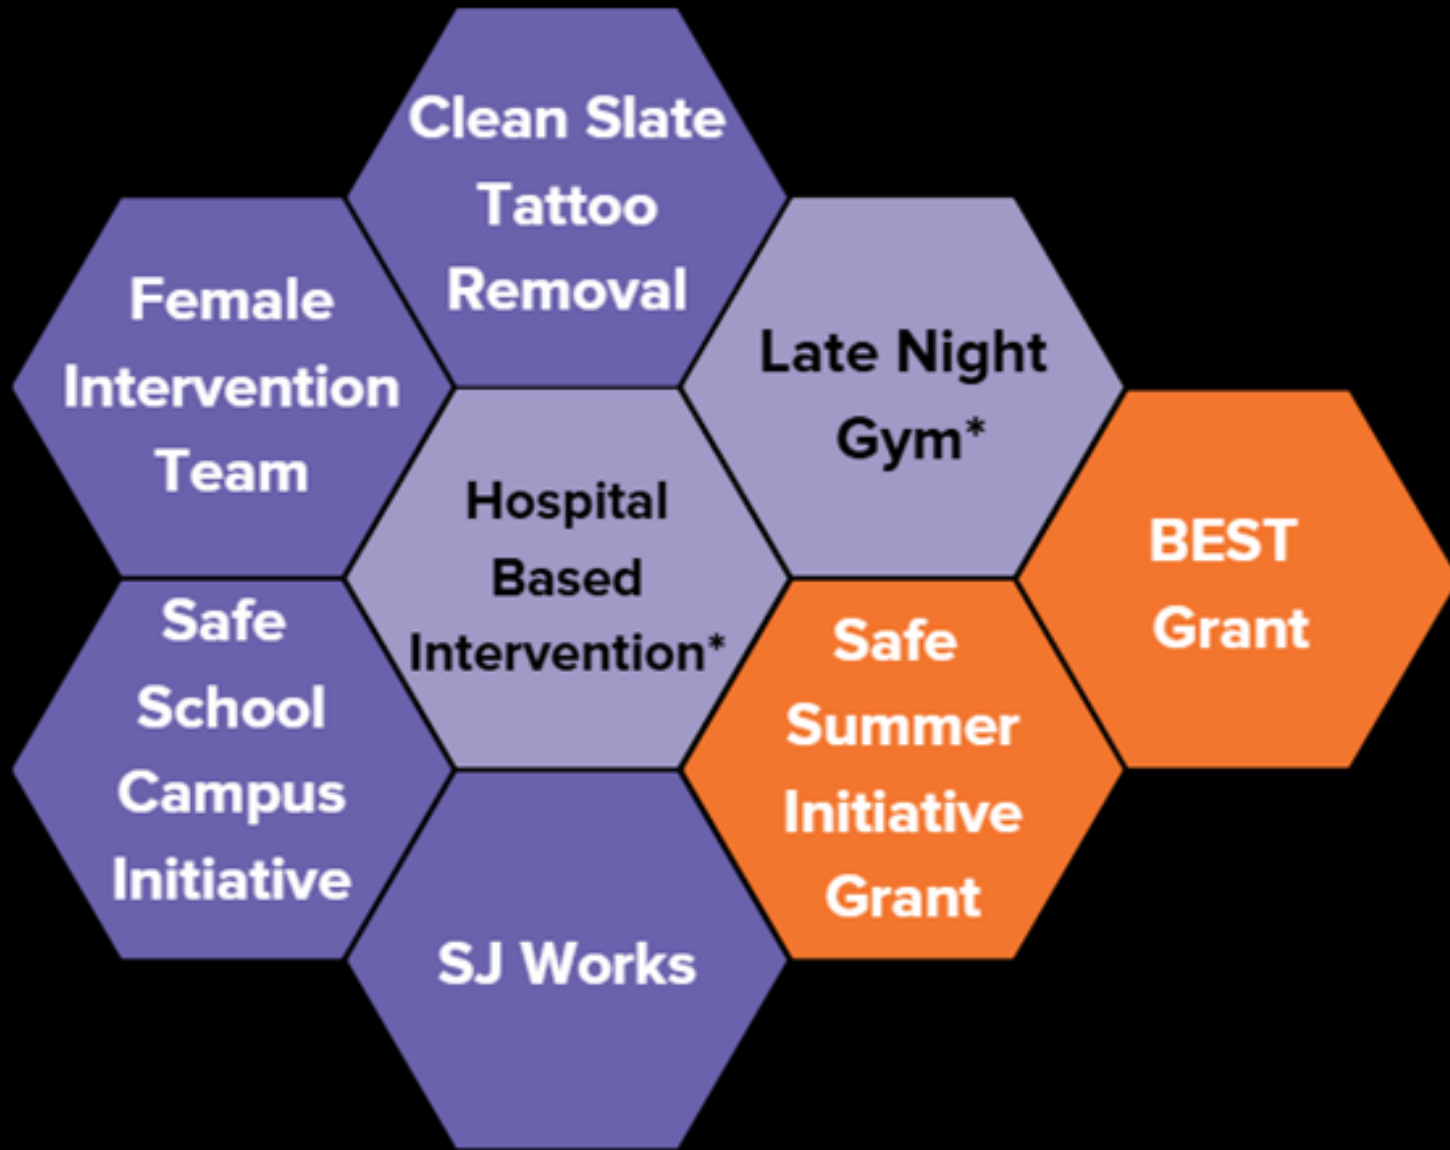 Clean Slate
Tattoo
Removal
Female
Intervention
Team
Late Night
Gym*
Hospital
Based
Intervention*
BEST
Grant
Safe
School
Campus
Initiative
Safe
Summer
Initiative
Grant
SJ Works